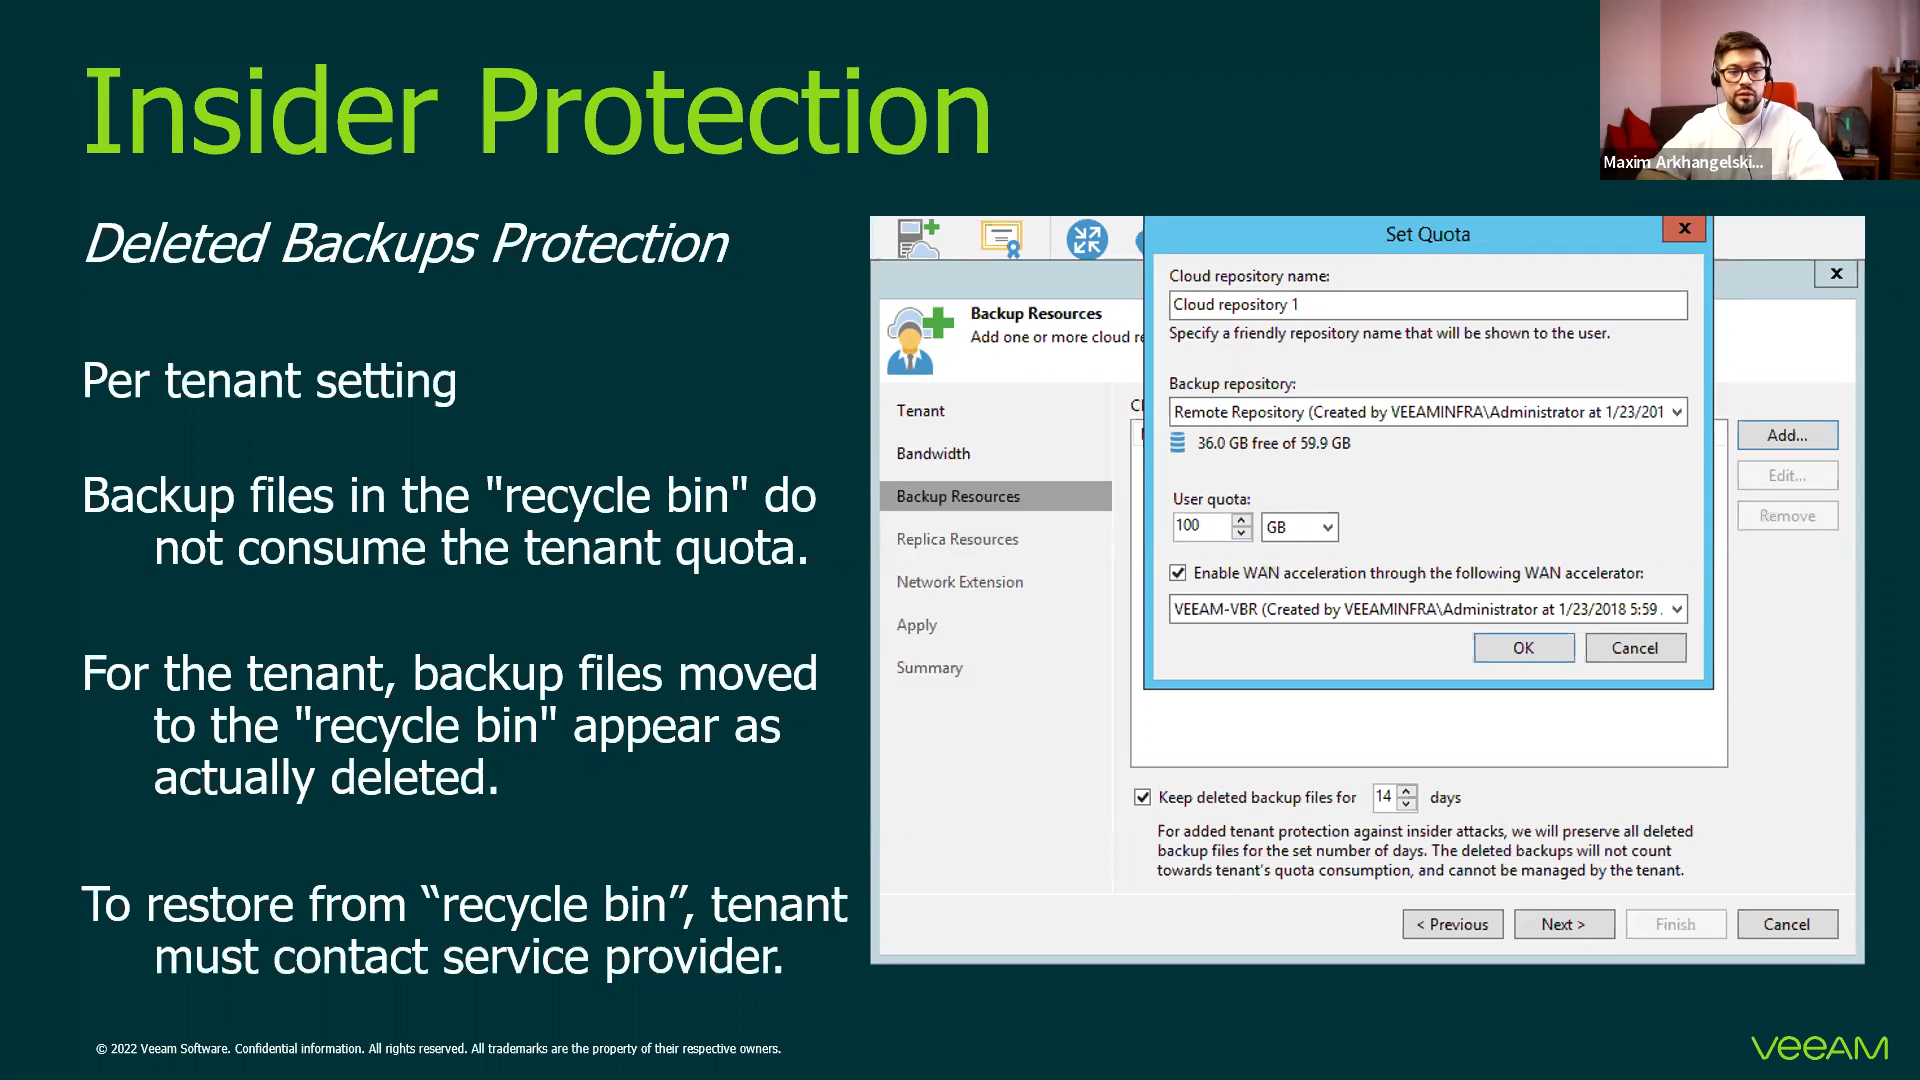 Insider Protection
Maxim Arkhangelski...
Deleted Backups Protection
Per tenant setting
Backup files in the "recycle bin" do
not consume the tenant quota.
For the tenant, backup files moved
to the "recycle bin" appear as
actually deleted.
To restore from “recycle bin”, tenant
must contact service provider.
Set Quota
Cloud repository name:
Cloud repository 1
Specify a friendly repository name that will be shown to the user.
Backup repository:
Remote Repository (Created by VEEAMINFRA\Administrator at 1/23/201
36.0 GB free of 59.9 GB
User quota:
100
GB
Enable WAN acceleration through the following WAN accelerator:
VEEAM-VBR (Created by VEEAMINFRA\Administrator at 1/23/2018 5:59
OK
Cancel
Backup Resources
Add one or more cloud
Tenant
Bandwidth
Backup Resources
Replica Resources
Network Extension
Apply
Summary
Add...
Edit...
Remove
Keep deleted backup files for 14 days
For added tenant protection against insider attacks, we will preserve all deleted
backup files for the set number of days. The deleted backups will not count
towards tenant's quota consumption, and cannot be managed by the tenant.
< Previous
Next >
Finish
Cancel
© 2022 Veeam Software. Confidential information. All rights reserved. All trademarks are the property of their respective owners.
VEEAM